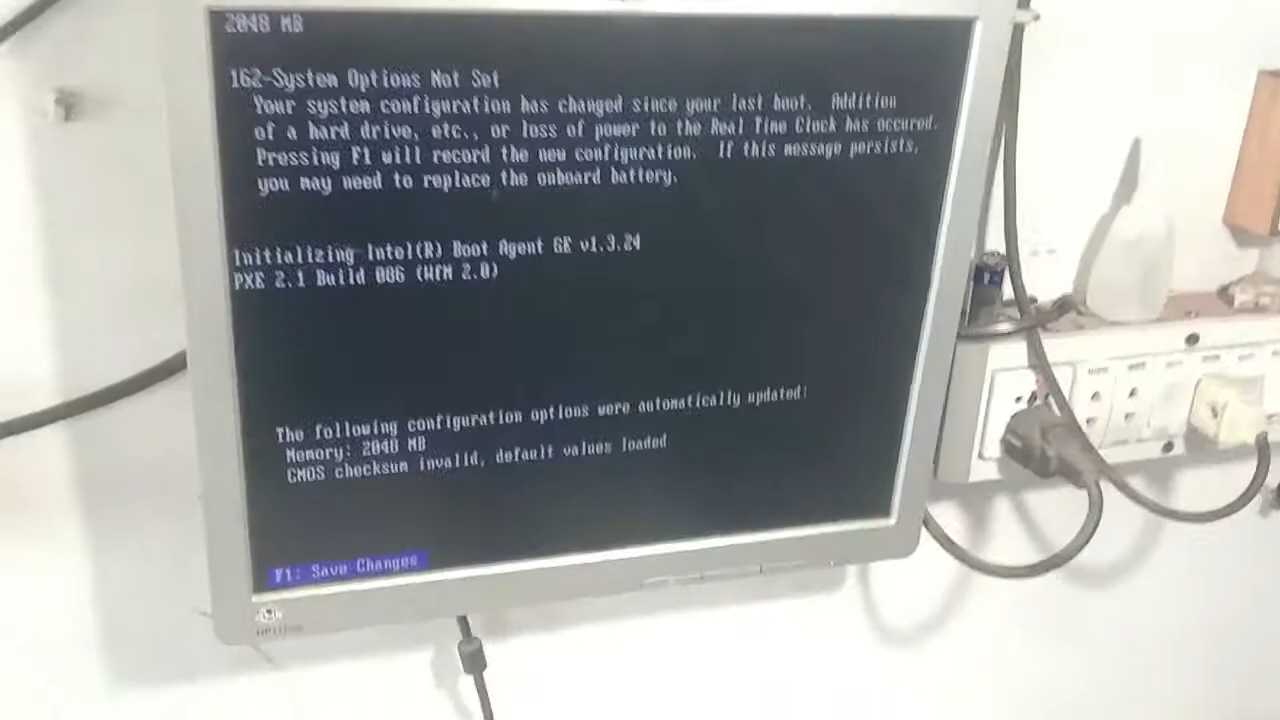 2048 MB
162-System Options Not Set
Your system configuration has changed since your last boot. Addition
of a hard drive, etc., or loss of power to the Real Time Clock has occured.
Pressing F1 will record the new configuration. If this message persists,
you may need to replace the onboard battery.
Initializing Intel(R) Boot Agent GE v1.3.24
PXE 2.1 Build 086 (WfM 2.0)
The following configuration options were automatically updated:
Memory: 2048 MB
CMOS checksum invalid, default values loaded
F1: Save Changes